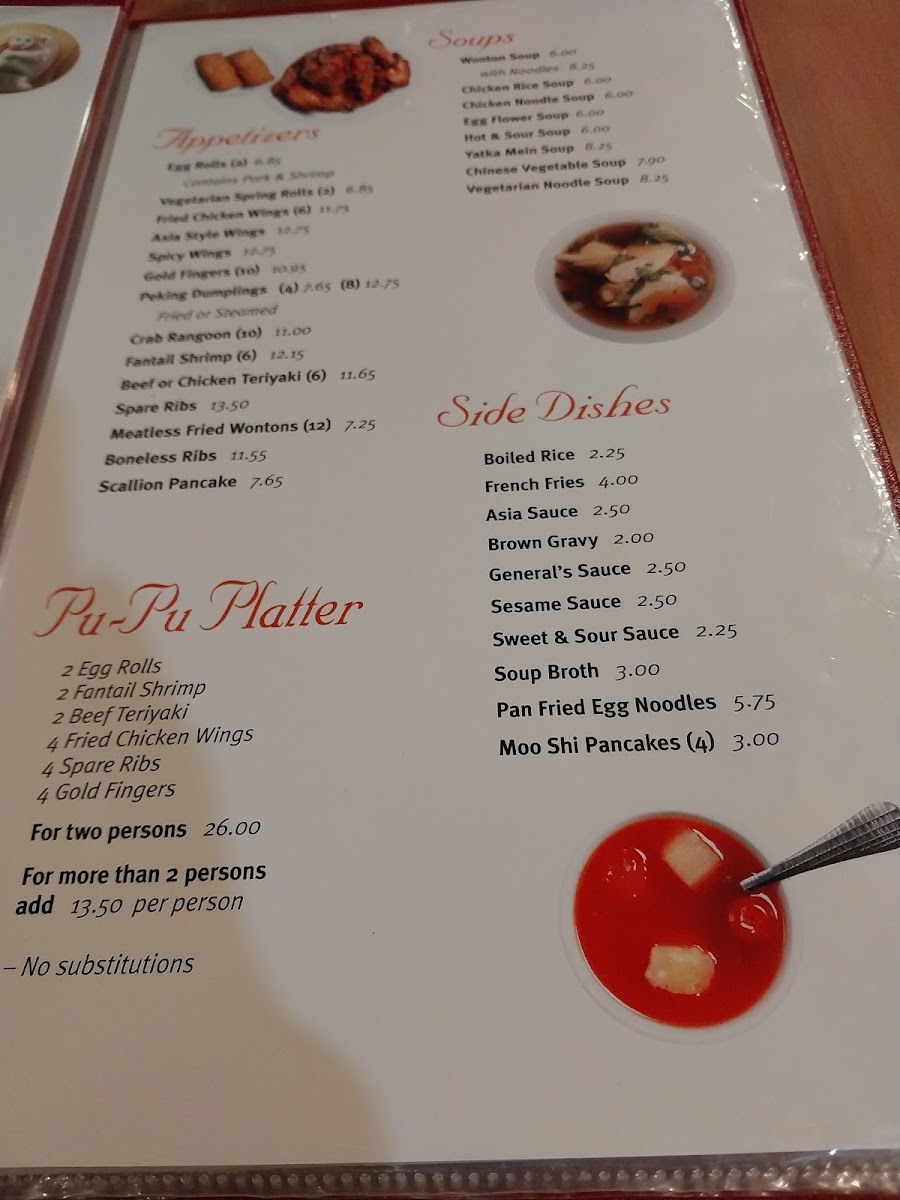 Appetizers
Egg Rolls (2) 6.85
Contains Pork & Shrimp
Vegetarian Spring Rolls (2) 6.85
Fried Chicken Wings (6) 11.75
Asia Style Wings 12.75
Spicy Wings 12.75
Gold Fingers (10) 10.95
Peking Dumplings (4) 7.65 (8) 12.75
Fried or Steamed
Crab Rangoon (10) 11.00
Fantail Shrimp (6) 12.15
Beef or Chicken Teriyaki (6) 11.65
Spare Ribs 13.50
Meatless Fried Wontons (12) 7.25
Boneless Ribs 11.55
Scallion Pancake 7.65
Pu-Pu Platter
2 Egg Rolls
2 Fantail Shrimp
2 Beef Teriyaki
4 Fried Chicken Wings
4 Spare Ribs
4 Gold Fingers
For two persons 26.00
For more than 2 persons
add 13.50 per person
– No substitutions
Soups
Wonton Soup 6.00
with Noodles 8.25
Chicken Rice Soup 6.00
Chicken Noodle Soup 6.00
Egg Flower Soup 6.00
Hot & Sour Soup 6.00
Yatka Mein Soup 8.25
Chinese Vegetable Soup 7.90
Vegetarian Noodle Soup 8.25
Side Dishes
Boiled Rice 2.25
French Fries 4.00
Asia Sauce 2.50
Brown Gravy 2.00
General's Sauce 2.50
Sesame Sauce 2.50
Sweet & Sour Sauce 2.25
Soup Broth 3.00
Pan Fried Egg Noodles 5.75
Moo Shi Pancakes (4) 3.00